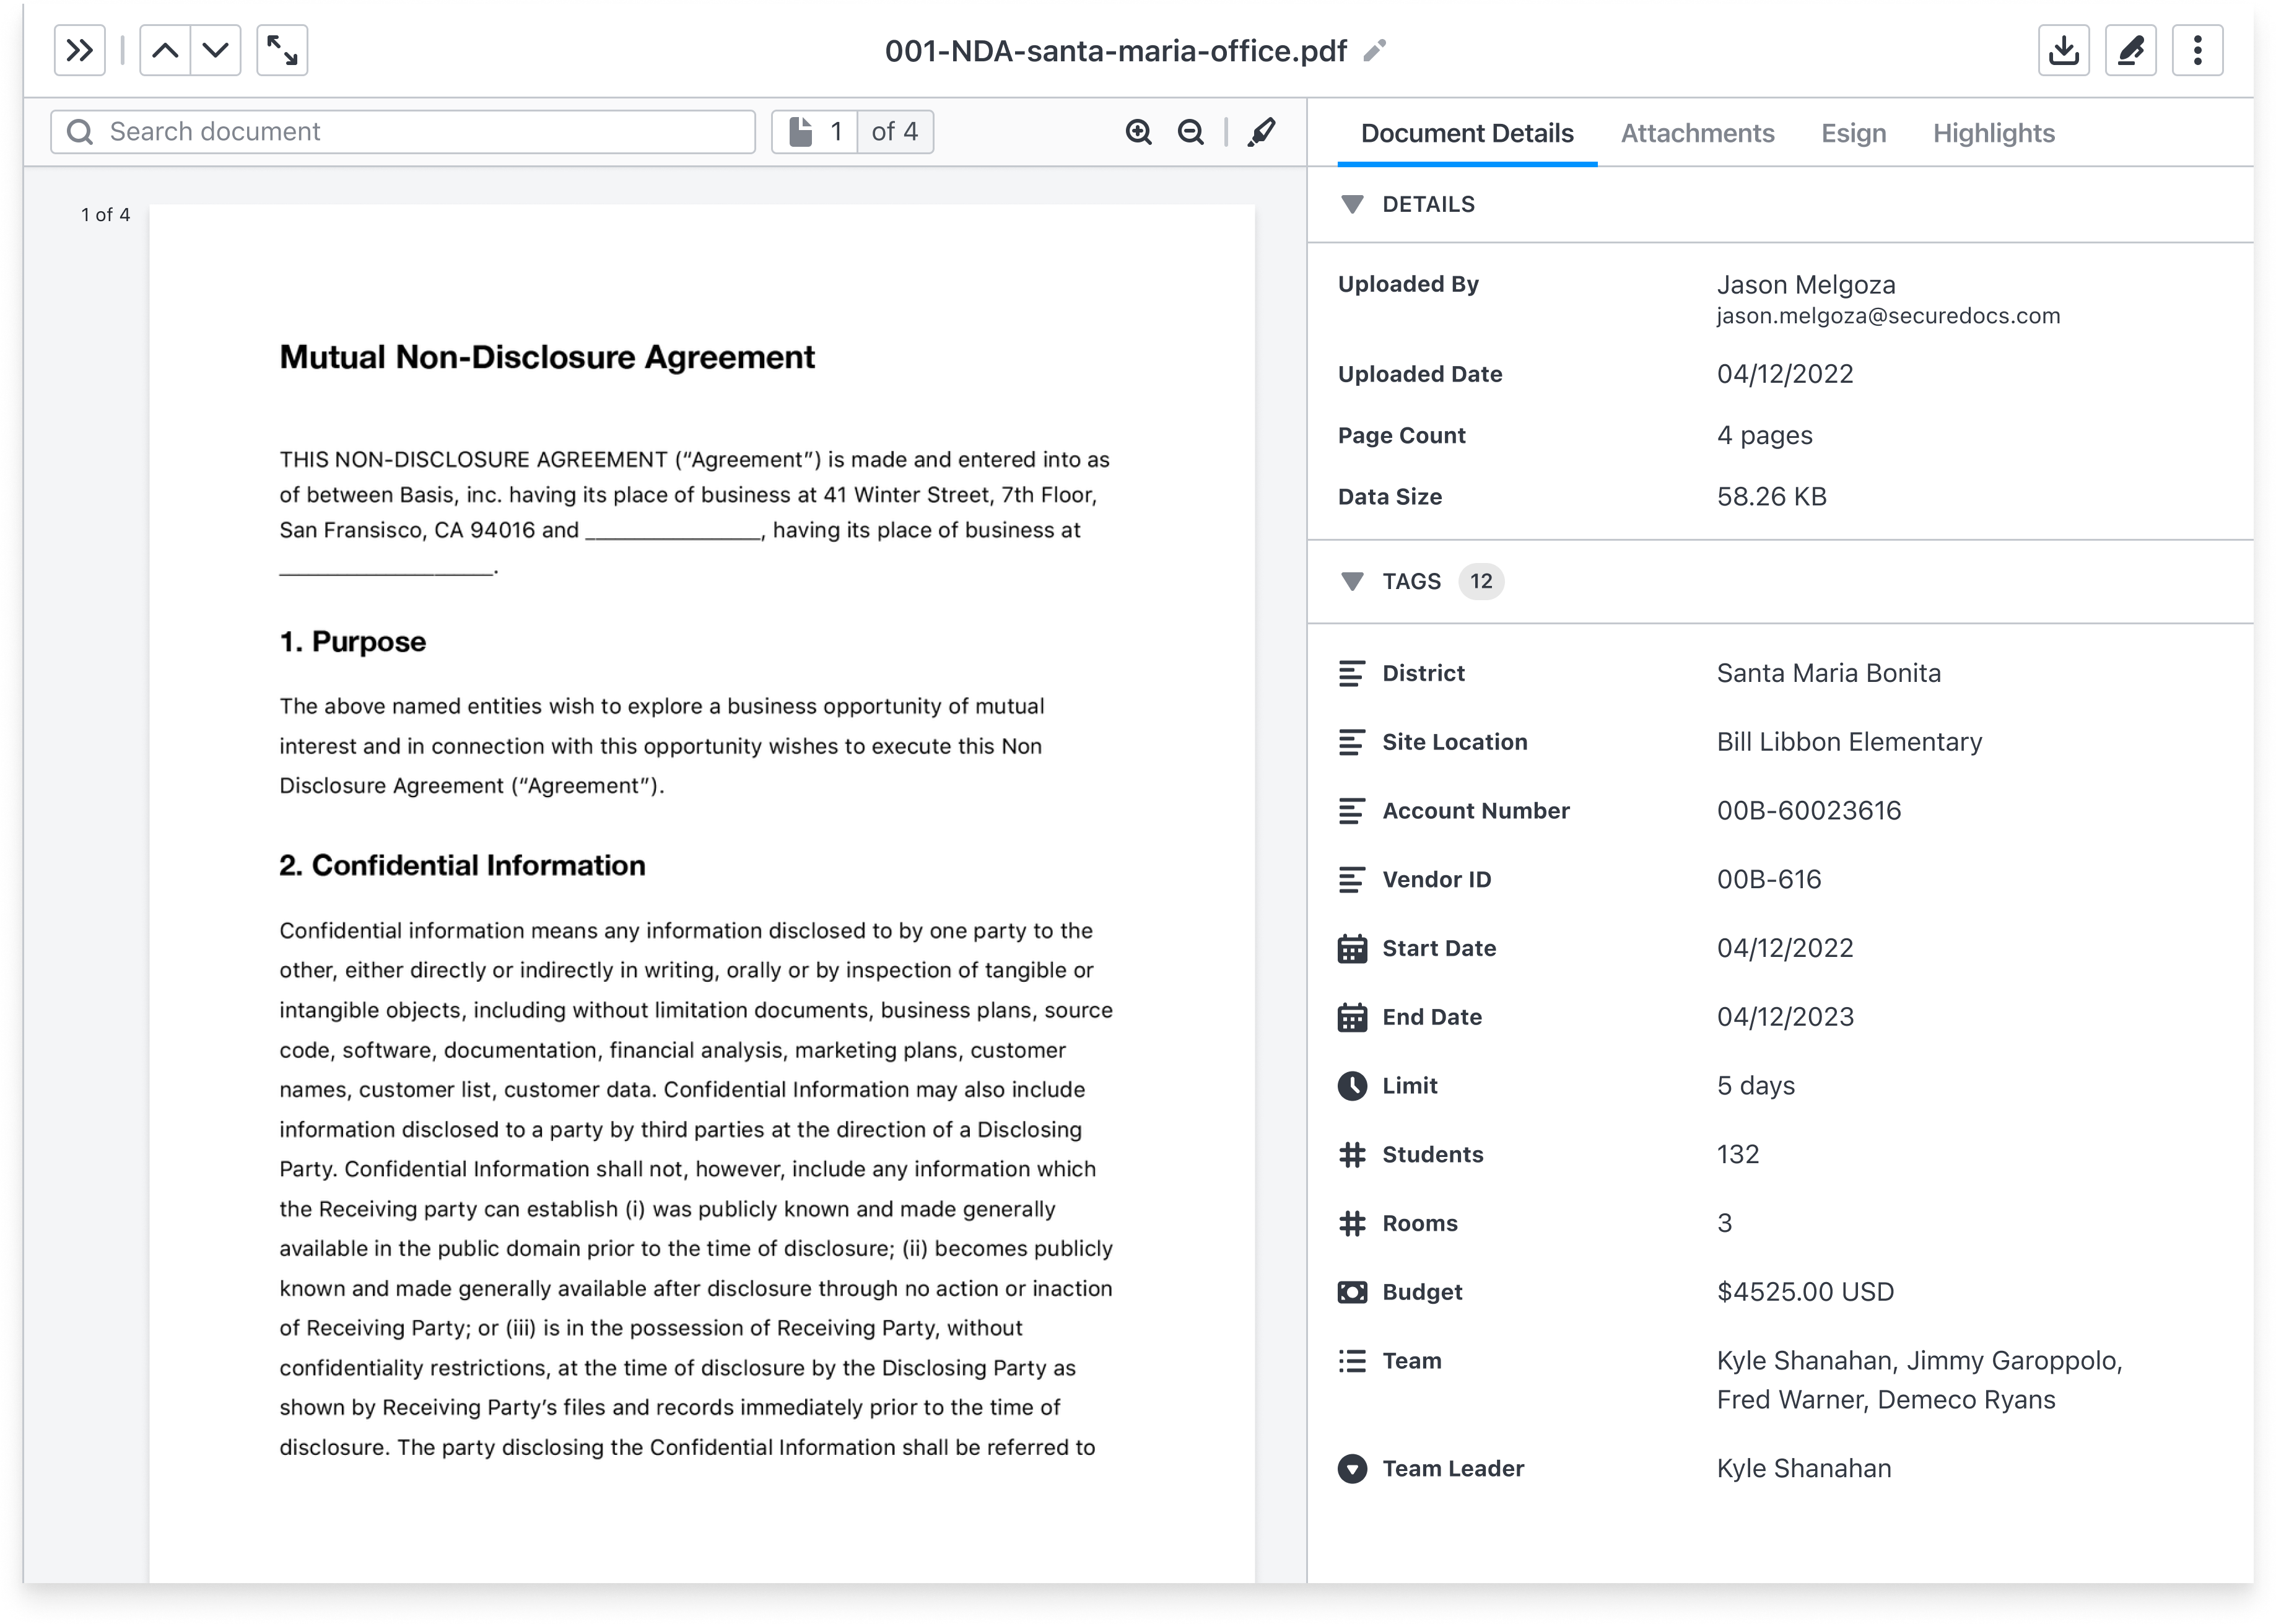 001-NDA-santa-maria-office.pdf
Search document
1 of 4
Document Details Attachments Esign Highlights
1 of 4
Mutual Non-Disclosure Agreement
THIS NON-DISCLOSURE AGREEMENT (“Agreement”) is made and entered into as
of between Basis, inc. having its place of business at 41 Winter Street, 7th Floor,
San Fransisco, CA 94016 and _______________, having its place of business at
___________________.
1. Purpose
The above named entities wish to explore a business opportunity of mutual
interest and in connection with this opportunity wishes to execute this Non
Disclosure Agreement (“Agreement”).
2. Confidential Information
Confidential information means any information disclosed to by one party to the
other, either directly or indirectly in writing, orally or by inspection of tangible or
intangible objects, including without limitation documents, business plans, source
code, software, documentation, financial analysis, marketing plans, customer
names, customer list, customer data. Confidential Information may also include
information disclosed to a party by third parties at the direction of a Disclosing
Party. Confidential Information shall not, however, include any information which
the Receiving party can establish (i) was publicly known and made generally
available in the public domain prior to the time of disclosure; (ii) becomes publicly
known and made generally available after disclosure through no action or inaction
of Receiving Party; or (iii) is in the possession of Receiving Party, without
confidentiality restrictions, at the time of disclosure by the Disclosing Party as
shown by Receiving Party’s files and records immediately prior to the time of
disclosure. The party disclosing the Confidential Information shall be referred to
DETAILS
Uploaded By Jason Melgoza
jason.melgoza@securedocs.com
Uploaded Date 04/12/2022
Page Count 4 pages
Data Size 58.26 KB
TAGS 12
District Santa Maria Bonita
Site Location Bill Libbon Elementary
Account Number 00B-60023616
Vendor ID 00B-616
Start Date 04/12/2022
End Date 04/12/2023
Limit 5 days
Students 132
Rooms 3
Budget $4525.00 USD
Team Kyle Shanahan, Jimmy Garoppolo,
Fred Warner, Demeco Ryans
Team Leader Kyle Shanahan